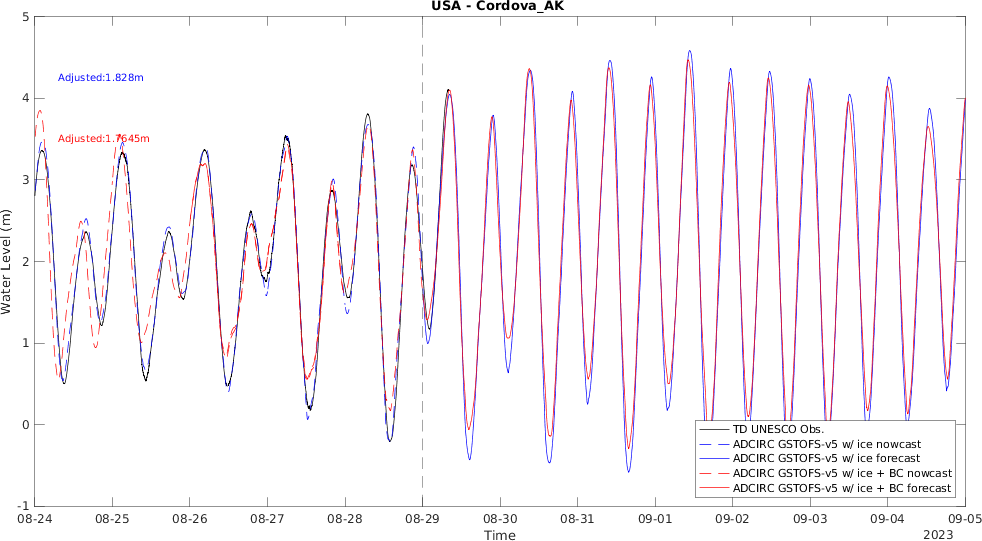 USA - Cordova_AK
5
4
3
2
1
0
-1
Water Level (m)
Adjusted:1.828m
Adjusted:1.7645m
TD UNESCO Obs.
ADCIRC GSTOFS-v5 w/ ice nowcast
ADCIRC GSTOFS-v5 w/ ice forecast
ADCIRC GSTOFS-v5 w/ ice + BC nowcast
ADCIRC GSTOFS-v5 w/ ice + BC forecast
08-24 08-25 08-26 08-27 08-28 08-29 08-30 08-31 09-01 09-02 09-03 09-04 09-05
Time
2023